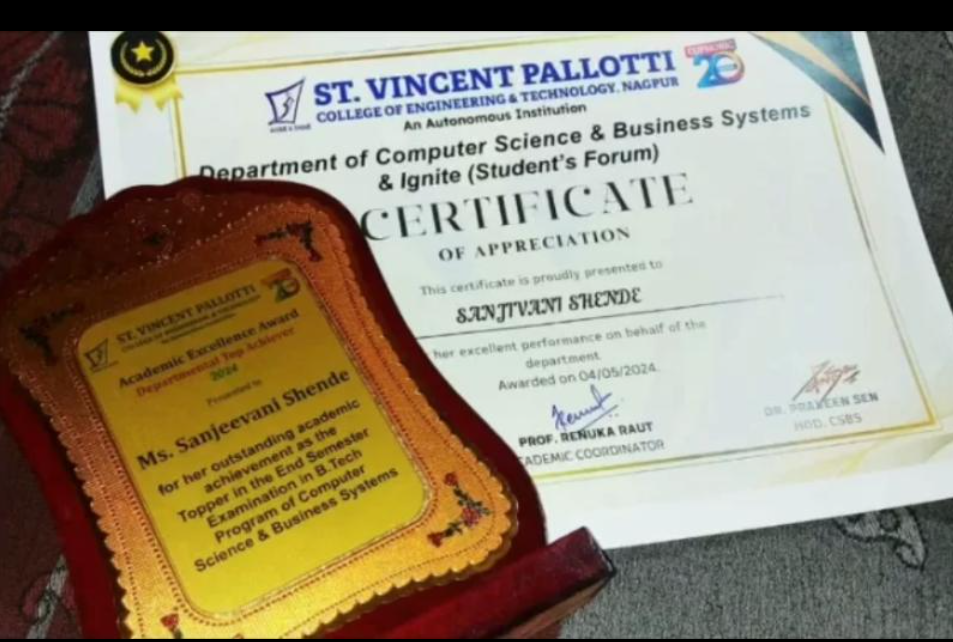 ST. VINCENT PALLOTTI
COLLEGE OF ENGINEERING & TECHNOLOGY, NAGPUR
An Autonomous Institution
Department of Computer Science & Business Systems
& Ignite (Student's Forum)
CERTIFICATE
OF APPRECIATION
This certificate is proudly presented to
SANJIVANI SHENDE
her excellent performance on behalf of the
department.
Awarded on 04/05/2024.
PROF. RENUKA RAUT
ADEMIC COORDINATOR
DR. PRAVEEN SEN
HOD, CSBS
20
ST. VINCENT PALLOTTI
COLLEGE OF ENGINEERING & TECHNOLOGY
Academic Excellence Award
Departmental Top Achiever
2024
Presented to
Ms. Sanjeevani Shende
for her outstanding academic
achievement as the
Topper in the End Semester
Examination in B.Tech
Program of Computer
Science & Business Systems